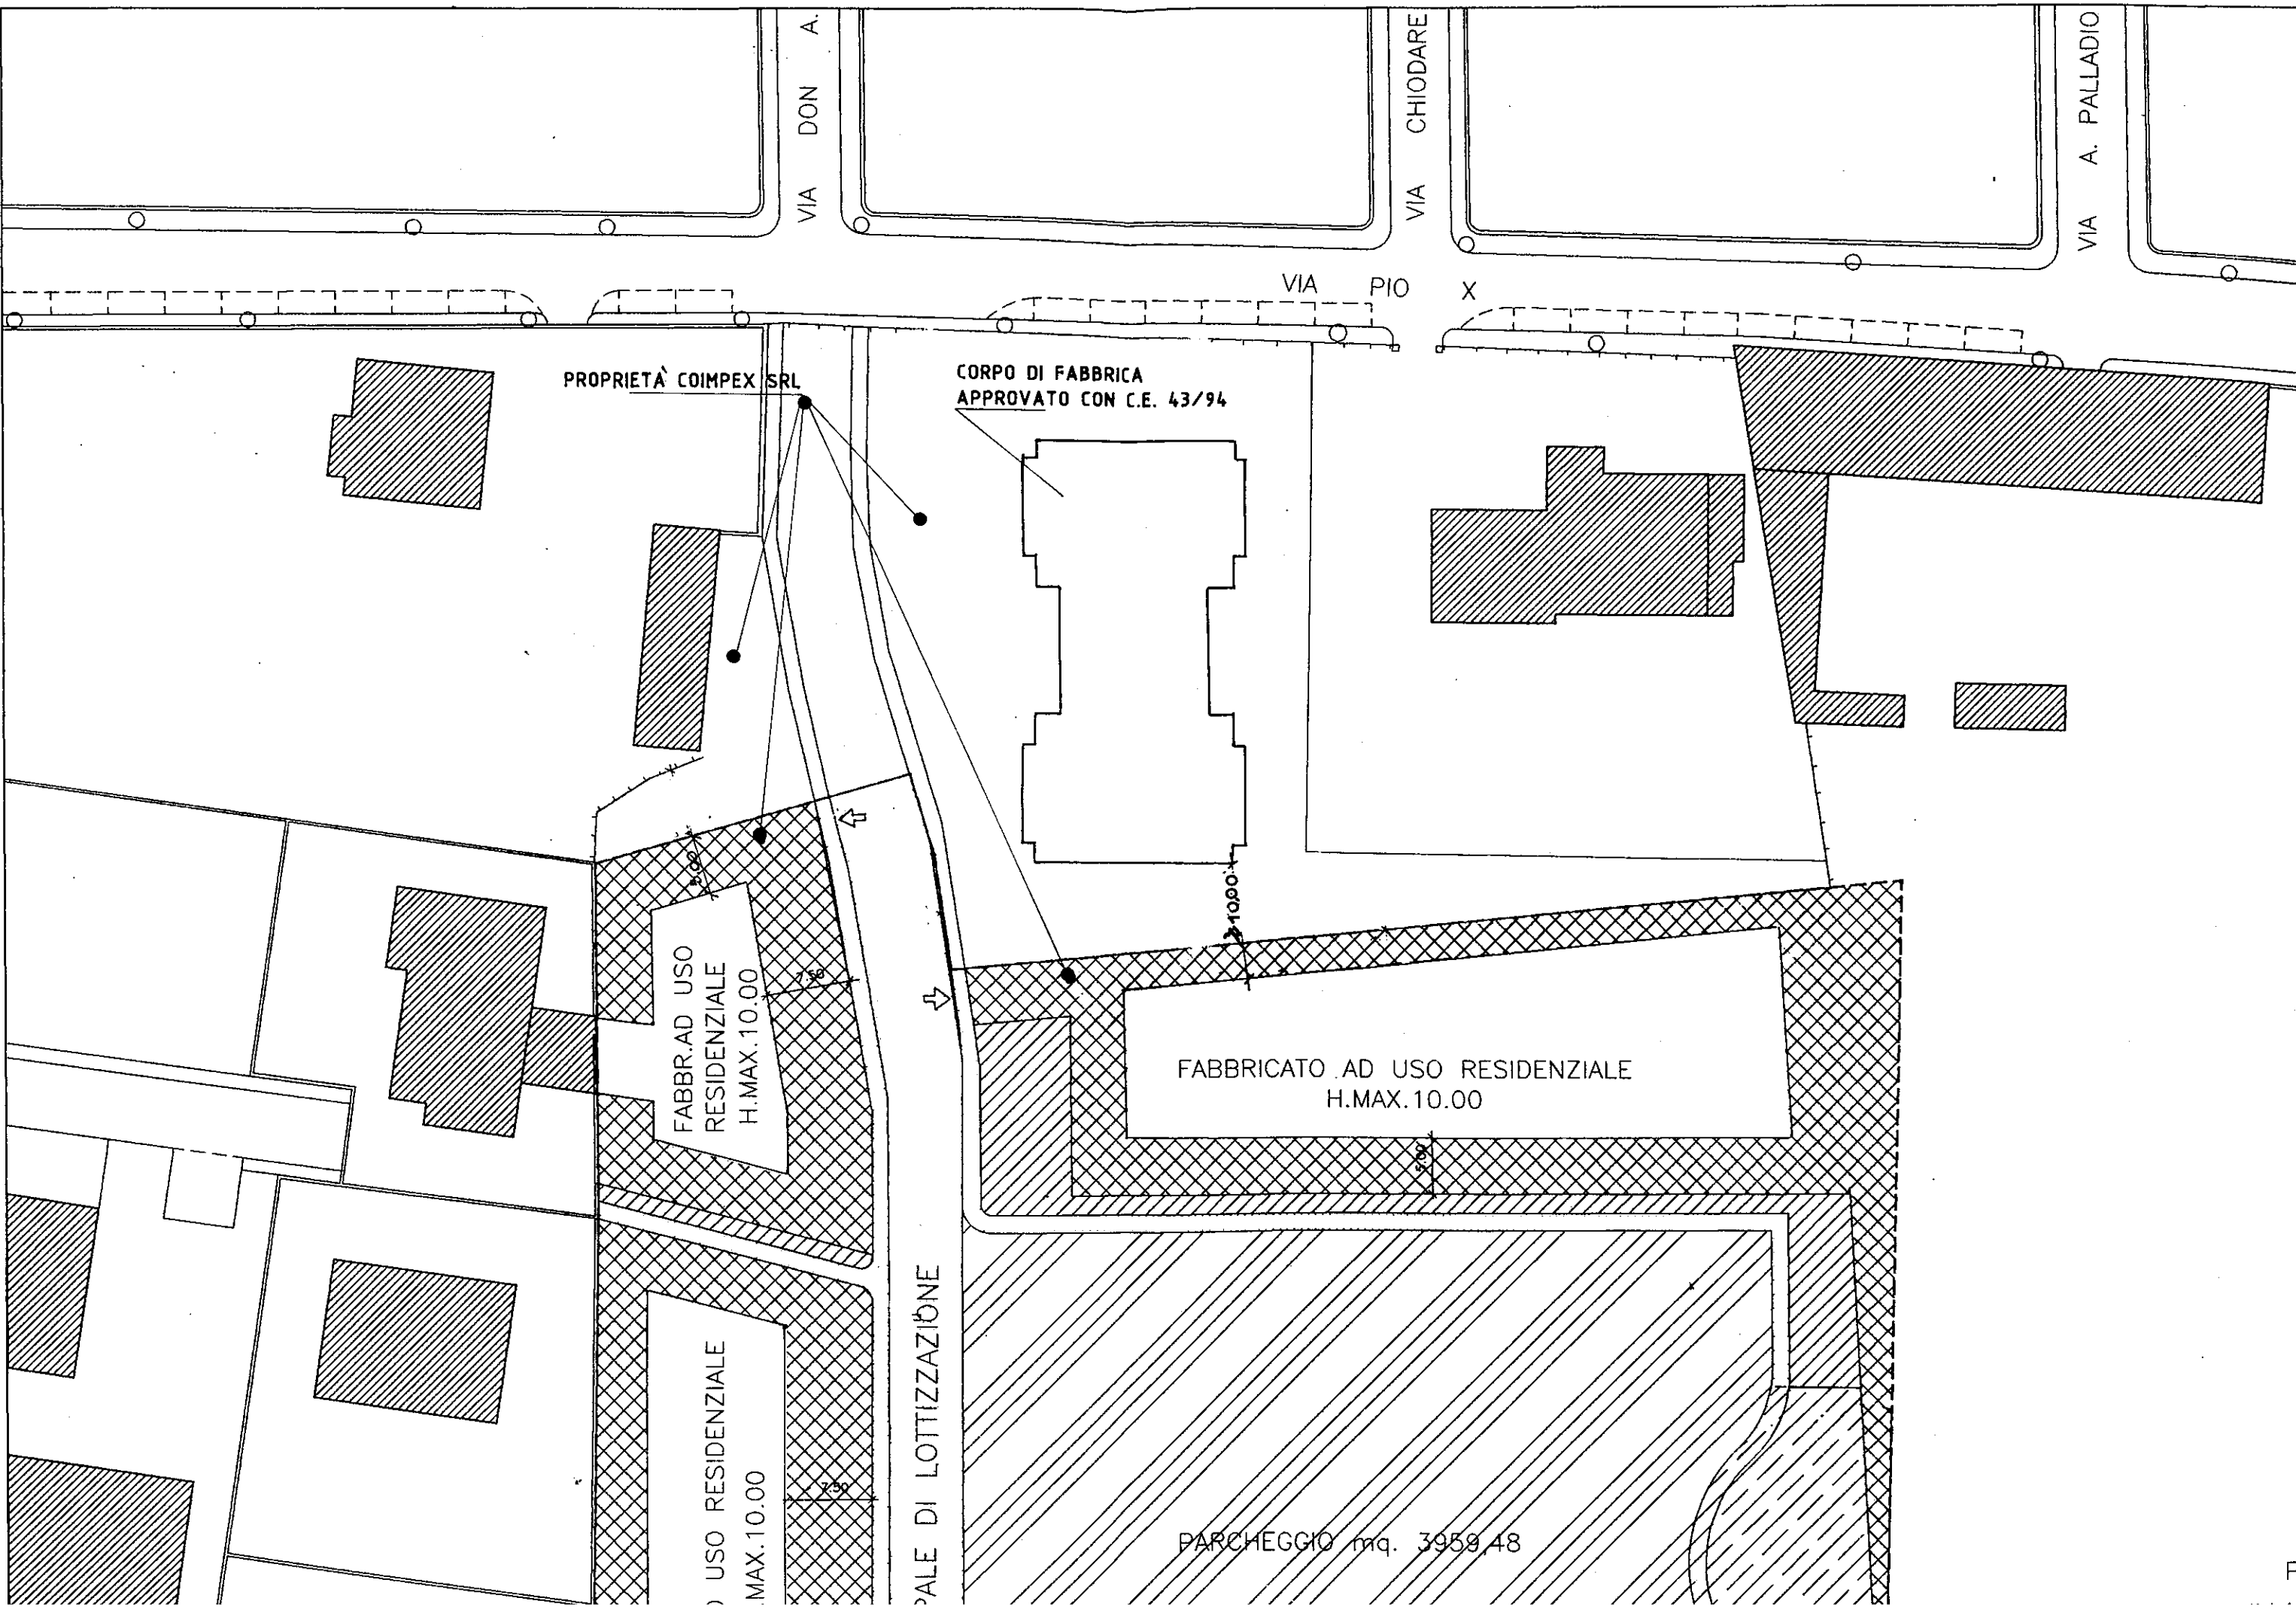 VIA DON A.
VIA CHIODARE
VIA A. PALLADIO
VIA PIO X
PROPRIETÀ COIMPEX SRL
CORPO DI FABBRICA
APPROVATO CON C.E. 43/94
5.00
10,00
7.50
FABBR.AD USO
RESIDENZIALE
H.MAX.10.00
FABBRICATO AD USO RESIDENZIALE
H.MAX.10.00
5.00
USO RESIDENZIALE
.MAX.10.00
7.50
PALE DI LOTTIZZAZIONE
PARCHEGGIO mq. 3959,48